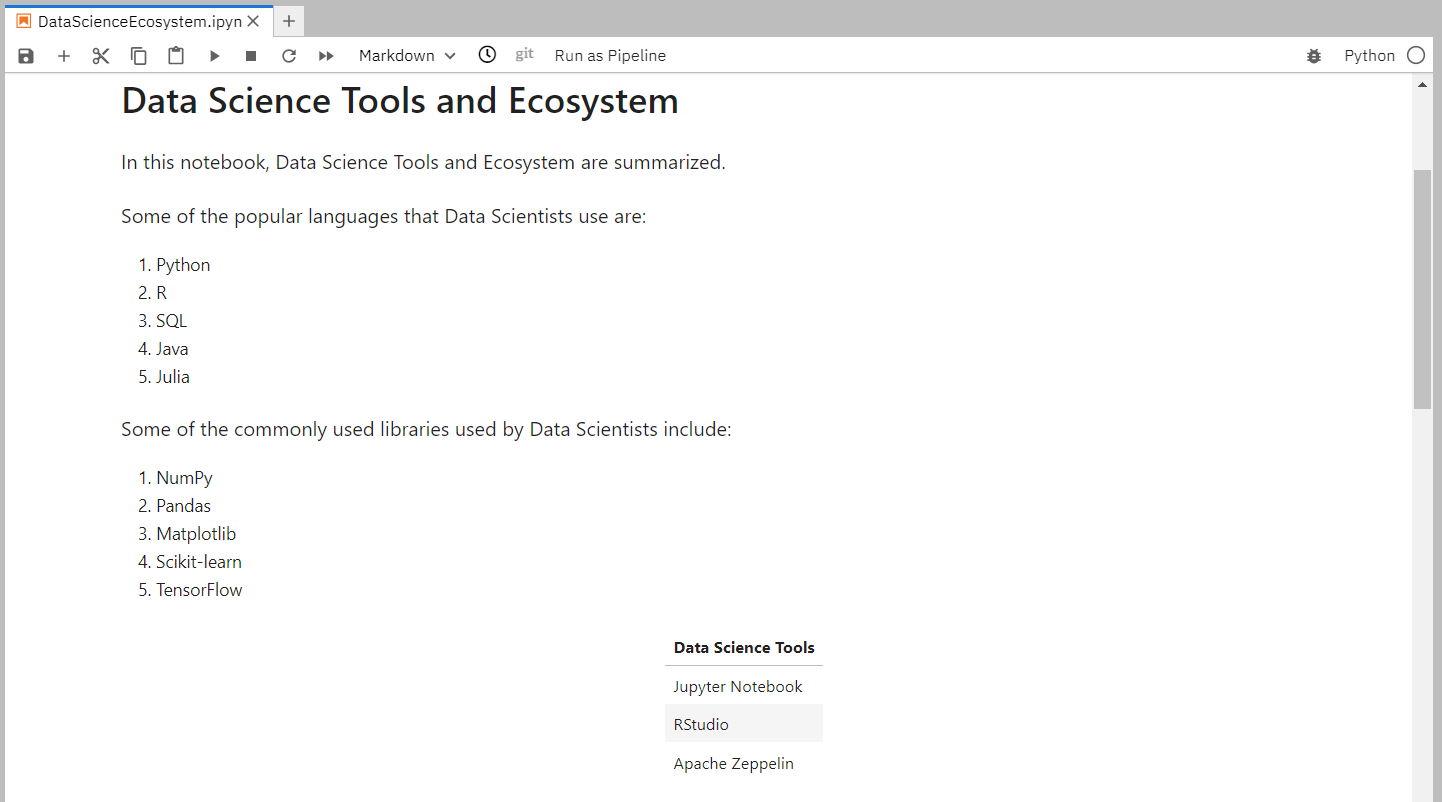 DataScienceEcosystem.ipyn
Markdown git Run as Pipeline Python
Data Science Tools and Ecosystem
In this notebook, Data Science Tools and Ecosystem are summarized.
Some of the popular languages that Data Scientists use are:
1. Python
2. R
3. SQL
4. Java
5. Julia
Some of the commonly used libraries used by Data Scientists include:
1. NumPy
2. Pandas
3. Matplotlib
4. Scikit-learn
5. TensorFlow
Data Science Tools
Jupyter Notebook
RStudio
Apache Zeppelin